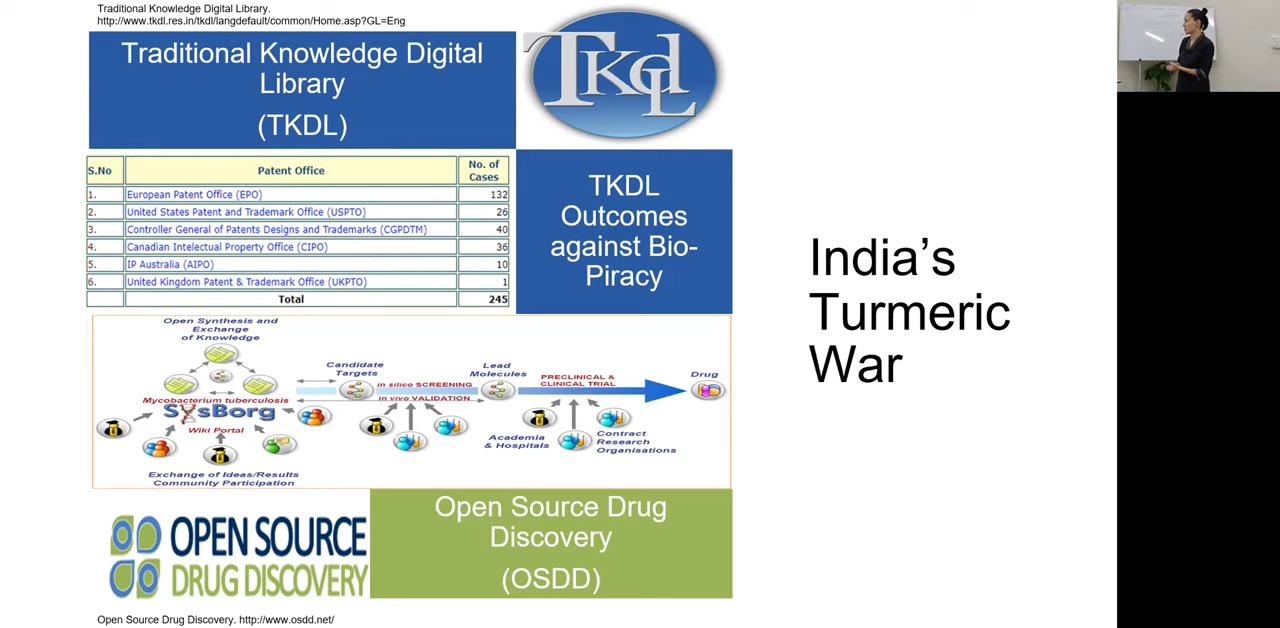 Traditional Knowledge Digital Library.
http://www.tkdl.res.in/tkdl/langdefault/common/Home.asp?GL=Eng
Traditional Knowledge Digital
Library
(TKDL)
TKdL
S.No Patent Office No. of Cases
1. European Patent Office (EPO) 132
2. United States Patent and Trademark Office (USPTO) 26
3. Controller General of Patents Designs and Trademarks (CGPDTM) 40
4. Canadian Intelectual Property Office (CIPO) 36
5. IP Australia (AIPO) 10
6. United Kingdom Patent & Trademark Office (UKPTO) 1
Total 245
TKDL
Outcomes
against Bio-
Piracy
India’s
Turmeric
War
Open Synthesis and
Exchange
of Knowledge
Mycobacterium tuberculosis
SysBorg
Wiki Portal
Exchange of Ideas/Results
Community Participation
Candidate
Targets
in silico SCREENING
in vivo VALIDATION
Lead
Molecules
PRECLINICAL &
CLINICAL TRIAL
Drug
Academia
& Hospitals
Contract
Research
Organisations
OPEN SOURCE
DRUG DISCOVERY
Open Source Drug
Discovery
(OSDD)
Open Source Drug Discovery. http://www.osdd.net/